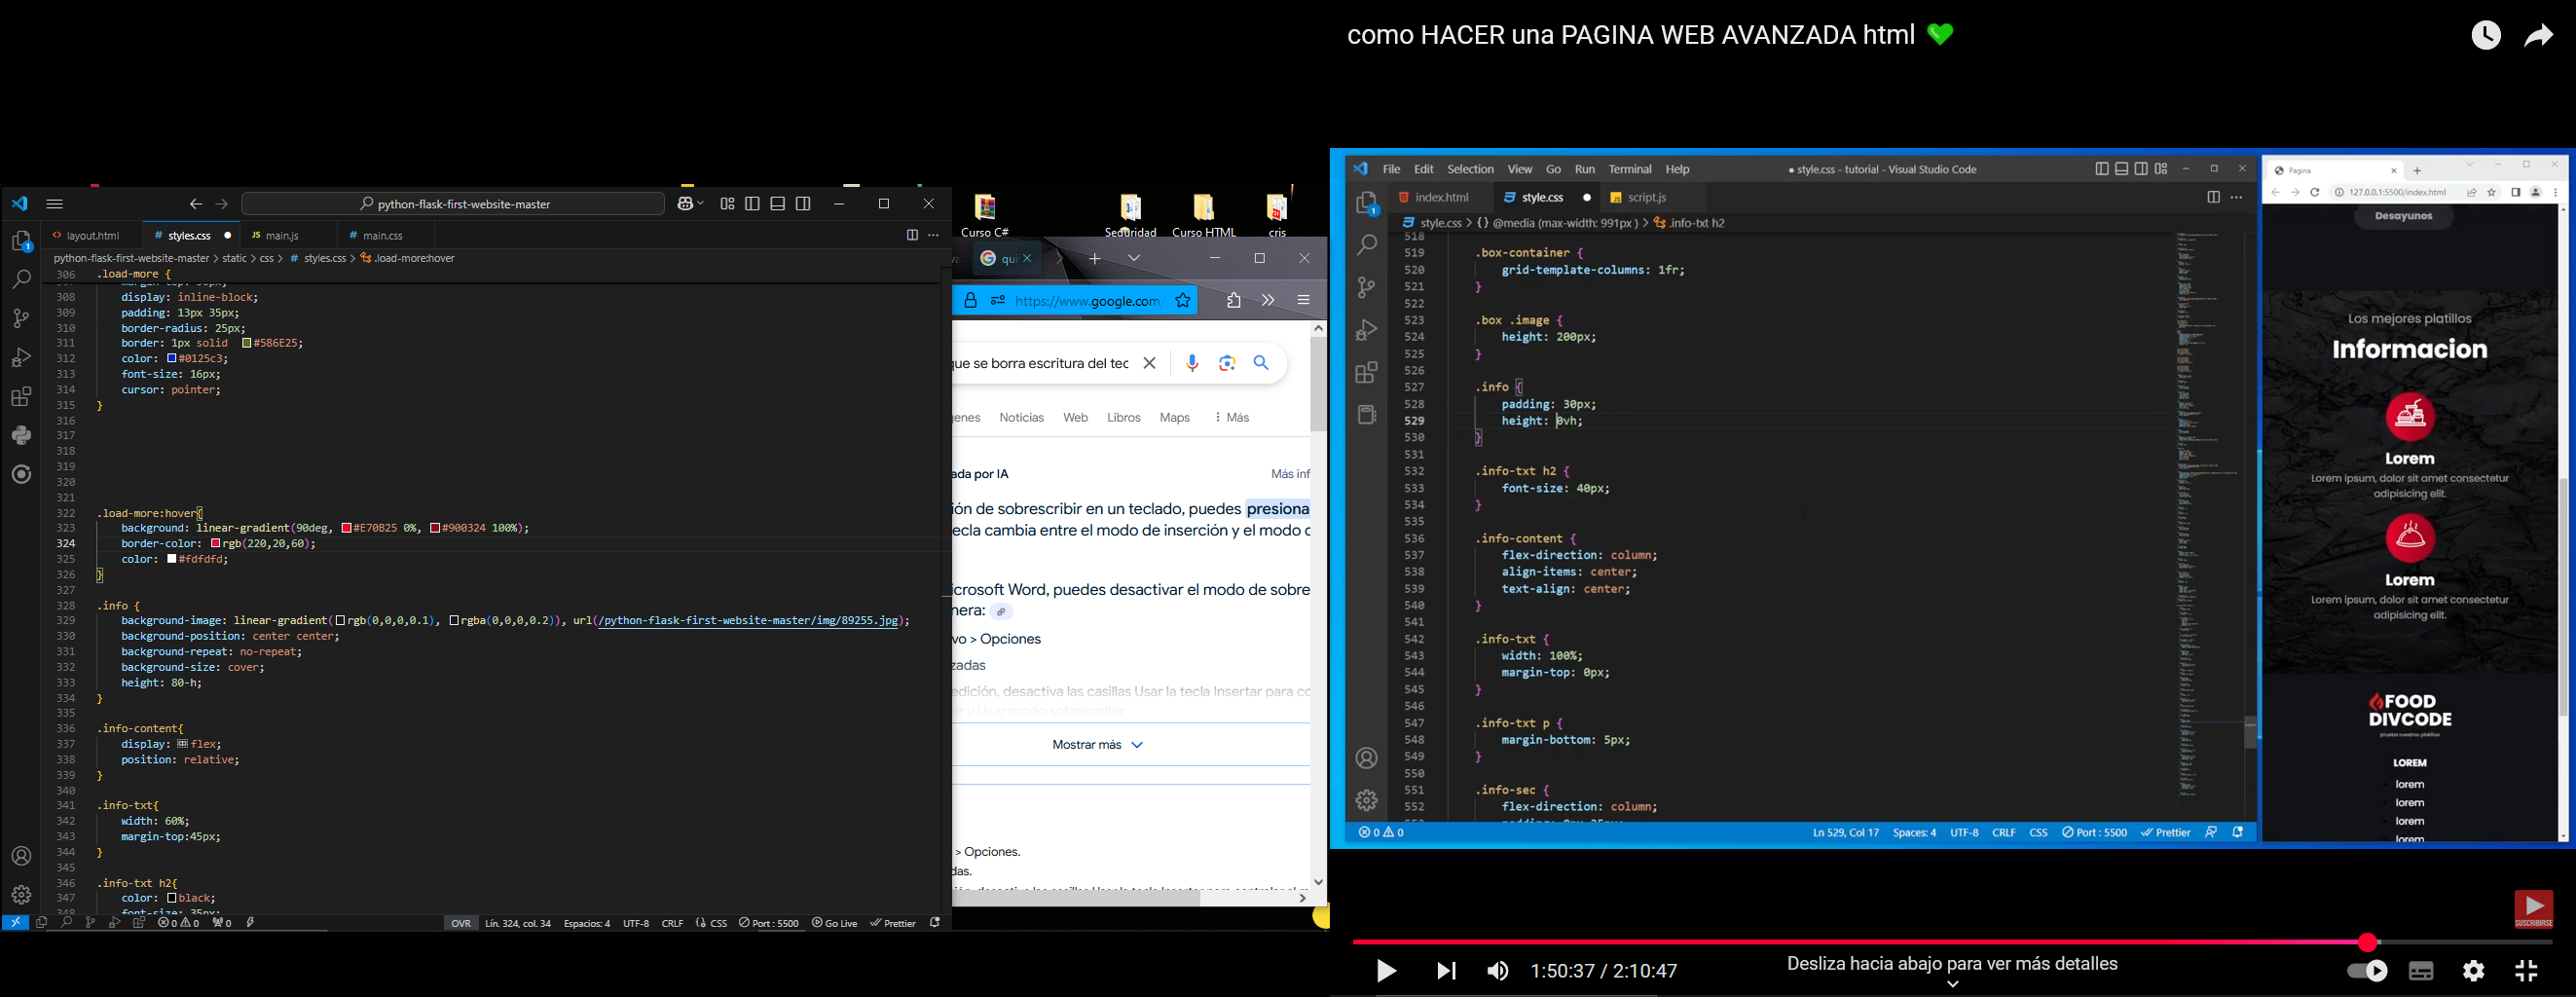 como HACER una PAGINA WEB AVANZADA html 💚
python-flask-first-website-master
layout.html
# styles.css ●
JS main.js
# main.css
python-flask-first-website-master > static > css > # styles.css > .load-more:hover
306 .load-more {
308 display: inline-block;
309 padding: 13px 35px;
310 border-radius: 25px;
311 border: 1px solid #586E25;
312 color: #0125c3;
313 font-size: 16px;
314 cursor: pointer;
315 }
316
317
318
319
320
321
322 .load-more:hover{
323 background: linear-gradient(90deg, #E70B25 0%, #900324 100%);
324 border-color: rgb(220,20,60);
325 color: #fdfdfd;
326 }
327
328 .info {
329 background-image: linear-gradient(rgb(0,0,0,0.1), rgba(0,0,0,0.2)), url(/python-flask-first-website-master/img/89255.jpg);
330 background-position: center center;
331 background-repeat: no-repeat;
332 background-size: cover;
333 height: 80-h;
334 }
335
336 .info-content{
337 display: flex;
338 position: relative;
339 }
340
341 .info-txt{
342 width: 60%;
343 margin-top:45px;
344 }
345
346 .info-txt h2{
347 color: black;
348 font-size: 35px;
0 0 0
OVR
Lín. 324, col. 34
Espacios: 4
UTF-8
CRLF
{} CSS
Port : 5500
Go Live
Prettier
Curso C#
Seguridad
Curso HTML
cris
qui
https://www.google.com/
que se borra escritura del tec
genes
Noticias
Web
Libros
Maps
Más
ada por IA
Más inf
ión de sobrescribir en un teclado, puedes presiona
ecla cambia entre el modo de inserción y el modo
icrosoft Word, puedes desactivar el modo de sobre
nera:
vo > Opciones
zadas
edición, desactiva las casillas Usar la tecla Insertar para co
ir y Usar modo sobrescribir
Mostrar más
> Opciones.
das.
File Edit Selection View Go Run Terminal Help
● style.css - tutorial - Visual Studio Code
index.html
style.css ●
script.js
style.css > {} @media (max-width: 991px ) > .info-txt h2
518
519 .box-container {
520 grid-template-columns: 1fr;
521 }
522
523 .box .image {
524 height: 200px;
525 }
526
527 .info {
528 padding: 30px;
529 height: 0vh;
530 }
531
532 .info-txt h2 {
533 font-size: 40px;
534 }
535
536 .info-content {
537 flex-direction: column;
538 align-items: center;
539 text-align: center;
540 }
541
542 .info-txt {
543 width: 100%;
544 margin-top: 0px;
545 }
546
547 .info-txt p {
548 margin-bottom: 5px;
549 }
550
551 .info-sec {
552 flex-direction: column;
0 0
Ln 529, Col 17
Spaces: 4
UTF-8
CRLF
CSS
Port : 5500
Prettier
Pagina
127.0.0.1:5500/index.html
Desayunos
Los mejores platillos
Informacion
Lorem
Lorem ipsum, dolor sit amet consectetur
adipisicing elit.
Lorem
Lorem ipsum, dolor sit amet consectetur
adipisicing elit.
FOOD
DIVCODE
prueba nuestros platillos
LOREM
lorem
lorem
lorem
lorem
SUSCRIBIRSE
1:50:37 / 2:10:47
Desliza hacia abajo para ver más detalles